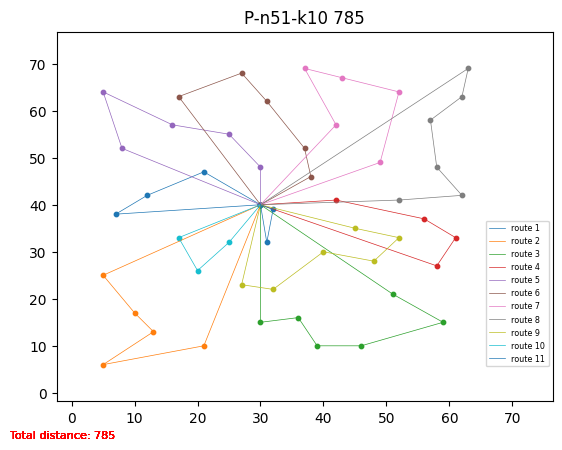 P-n51-k10 785
70
60
50
40
30
20
10
0
route 1
route 2
route 3
route 4
route 5
route 6
route 7
route 8
route 9
route 10
route 11
0 10 20 30 40 50 60 70
Total distance: 785